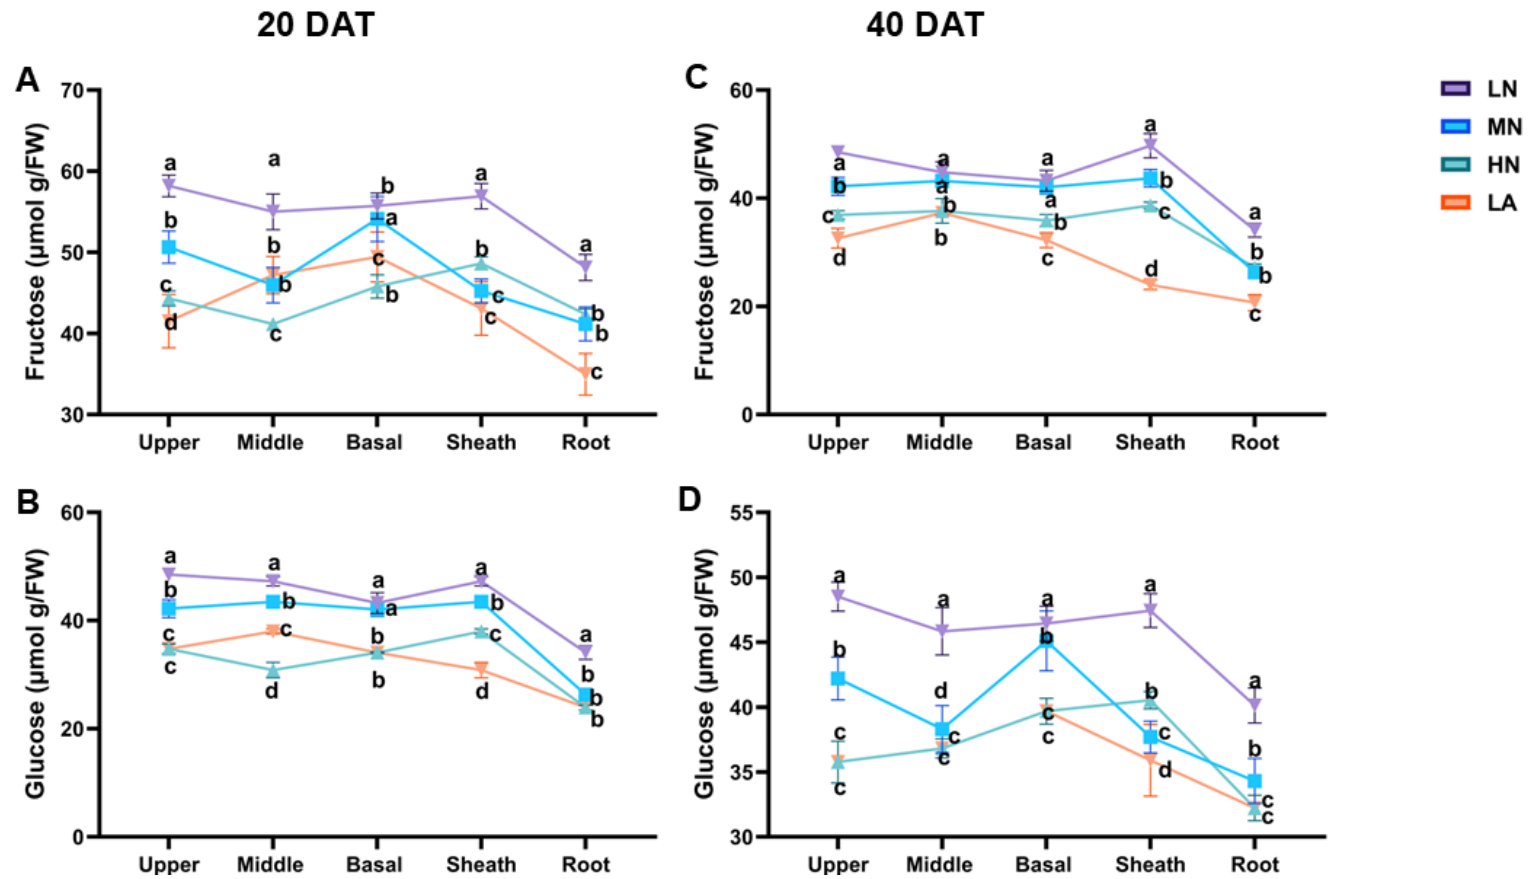 20 DAT
40 DAT
A
70
60
50
40
30
Fructose (µmol g/FW)
a
a
b
a
a
b
b
a
b
c
c
b
c
b
b
d
c
c
b
c
Upper Middle Basal Sheath Root
C
60
40
20
0
Fructose (µmol g/FW)
a
a
a
a
a
b
a
a
b
c
b
b
c
b
b
d
b
c
d
c
Upper Middle Basal Sheath Root
LN
MN
HN
LA
B
60
40
20
0
Glucose (µmol g/FW)
a
a
a
a
a
b
b
a
b
b
c
c
b
c
b
c
d
b
d
b
Upper Middle Basal Sheath Root
D
55
50
45
40
35
30
Glucose (µmol g/FW)
a
a
a
a
a
b
d
b
b
b
c
c
c
c
c
c
c
c
d
c
Upper Middle Basal Sheath Root